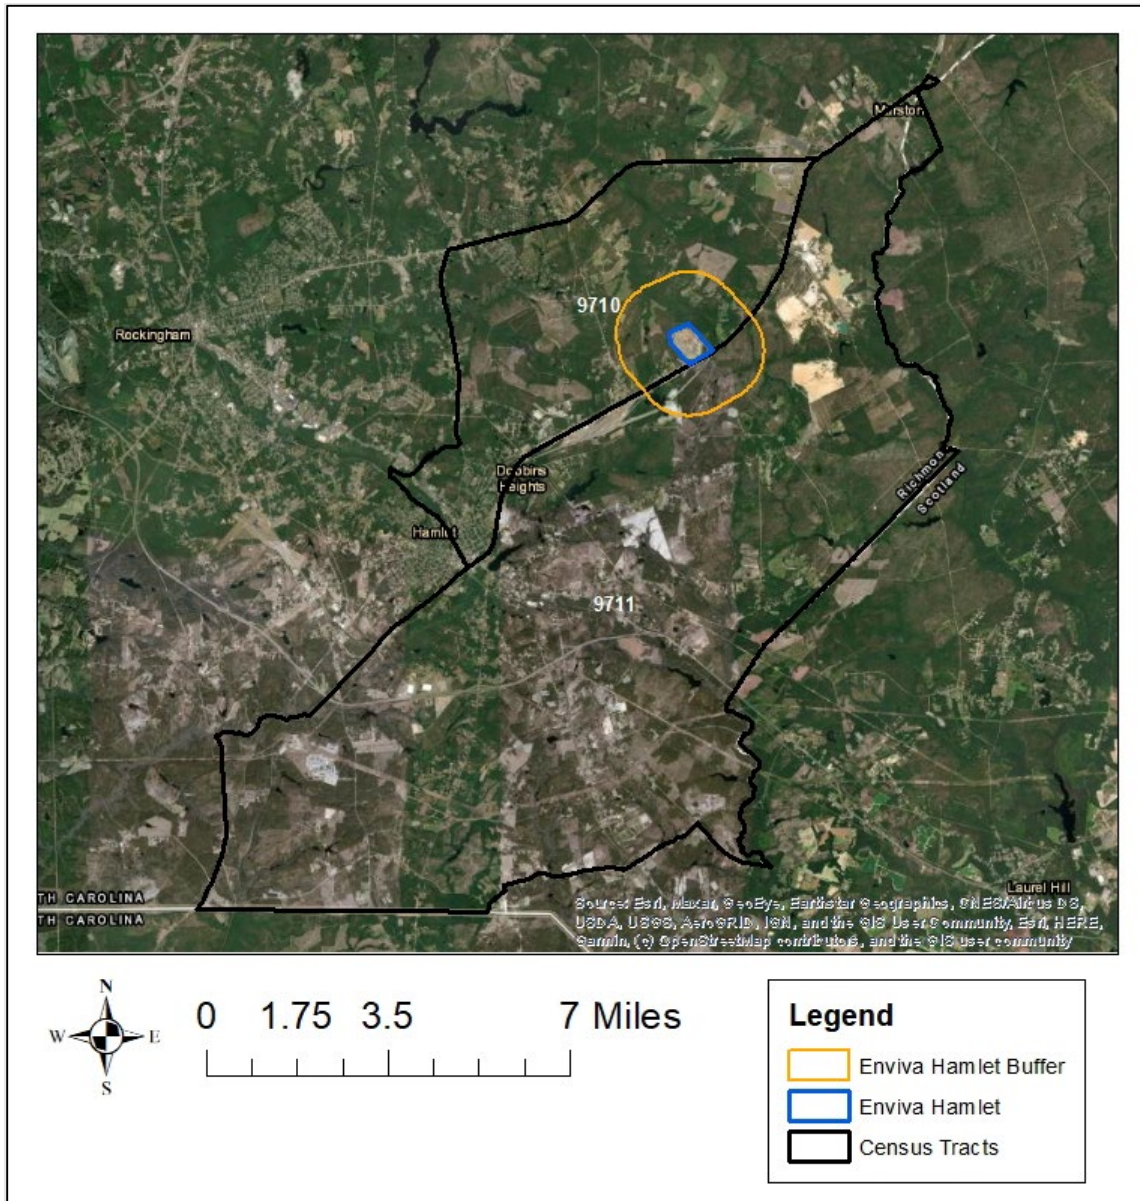 Marston
9710
Rockingham
Dobbins
Heights
Richmon
Scotland
Hamlet
9711
Laurel Hill
TH CAROLINA
TH CAROLINA
Source: Esri, Maxar, GeoEye, Earthstar Geographics, CNES/Airbus DS,
USDA, USGS, AeroGRID, IGN, and the GIS User Community, Esri, HERE,
Garmin, (c) OpenStreetMap contributors, and the GIS user community
N
W E
S
0 1.75 3.5 7 Miles
Legend
Enviva Hamlet Buffer
Enviva Hamlet
Census Tracts